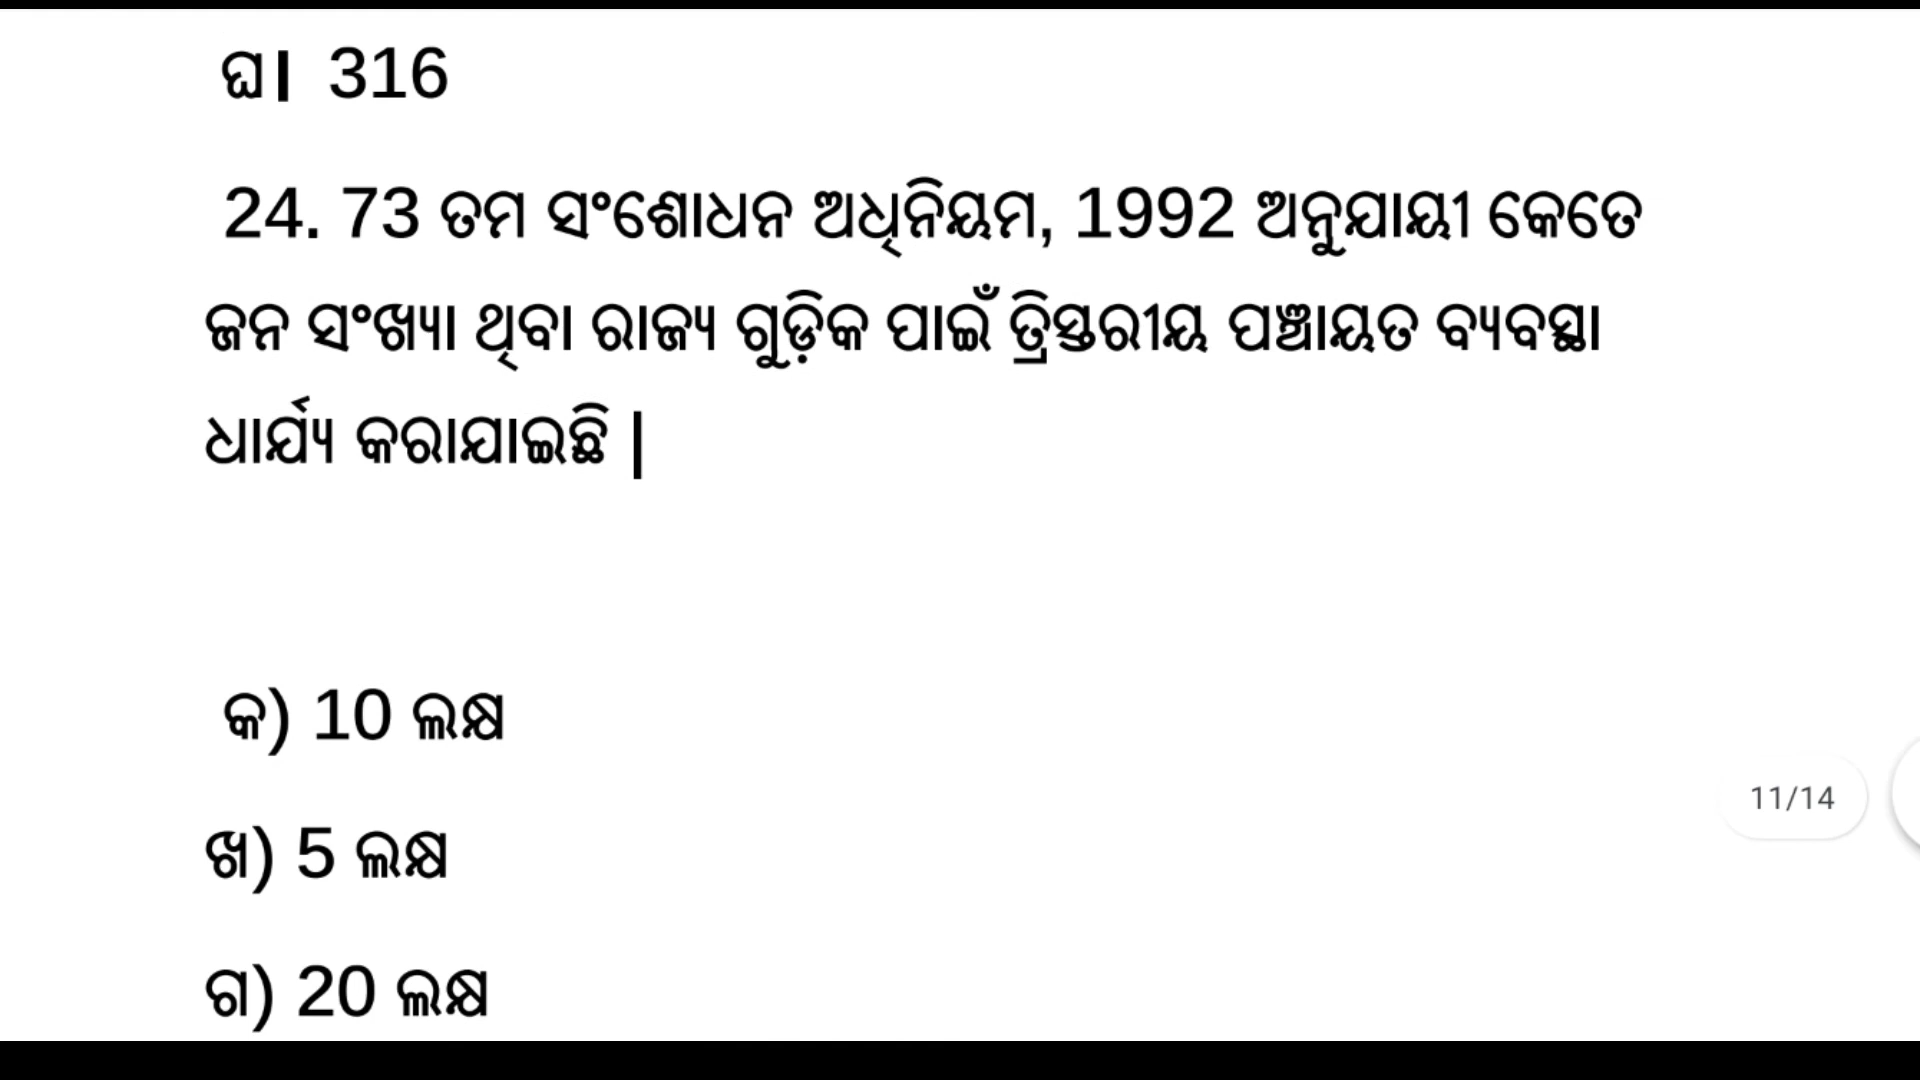 ଘ। 316
24. 73 ତମ ସଂଶୋଧନ ଅଧିନିୟମ, 1992 ଅନୁଯାୟୀ କେତେ
ଜନ ସଂଖ୍ୟା ଥିବା ରାଜ୍ୟ ଗୁଡ଼ିକ ପାଇଁ ତ୍ରିସ୍ତରୀୟ ପଞ୍ଚାୟତ ବ୍ୟବସ୍ଥା
ଧାର୍ଯ୍ୟ କରାଯାଇଛି |
କ) 10 ଲକ୍ଷ
11/14
ଖ) 5 ଲକ୍ଷ
ଗ) 20 ଲକ୍ଷ